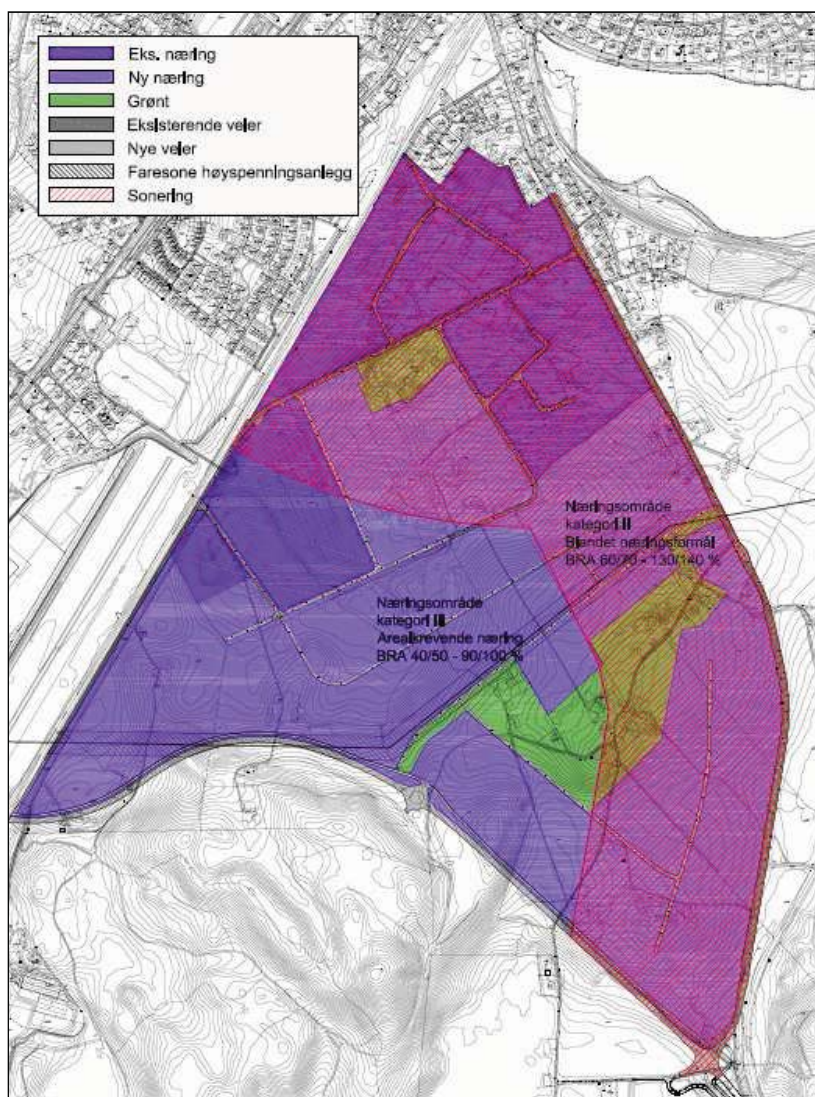 Eks. næring
Ny næring
Grønt
Eksisterende veier
Nye veier
Faresone høyspenningsanlegg
Sonering
Næringsområde
kategori II
Blandet næringsformål
BRA 60/70 - 130/140 %
Næringsområde
kategori III
Arealkrevende næring
BRA 40/50 - 90/100 %